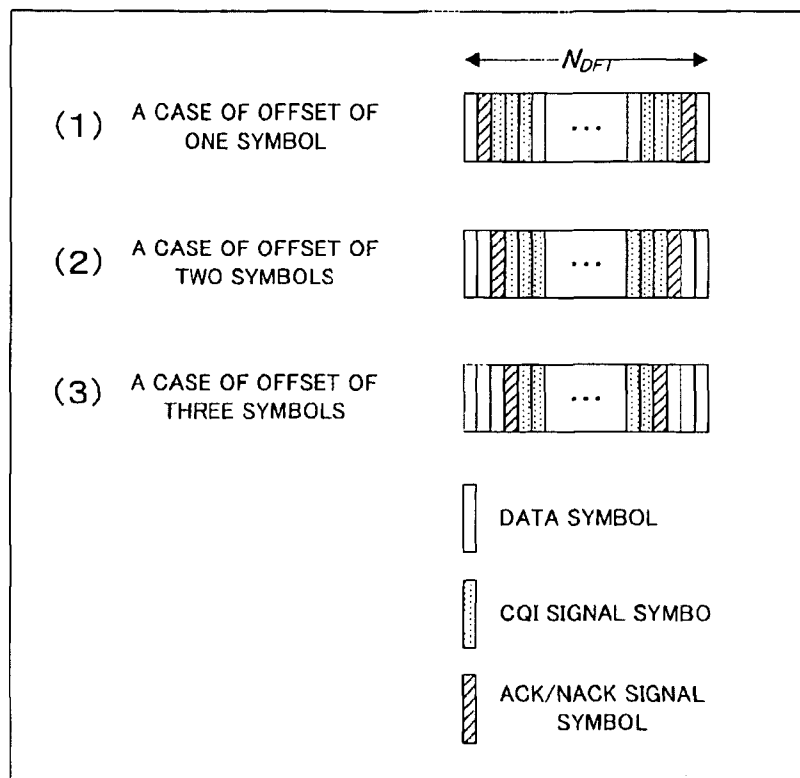 N_DFT
(1) A CASE OF OFFSET OF
ONE SYMBOL
...
(2) A CASE OF OFFSET OF
TWO SYMBOLS
...
(3) A CASE OF OFFSET OF
THREE SYMBOLS
...
DATA SYMBOL
CQI SIGNAL SYMBO
ACK/NACK SIGNAL
SYMBOL